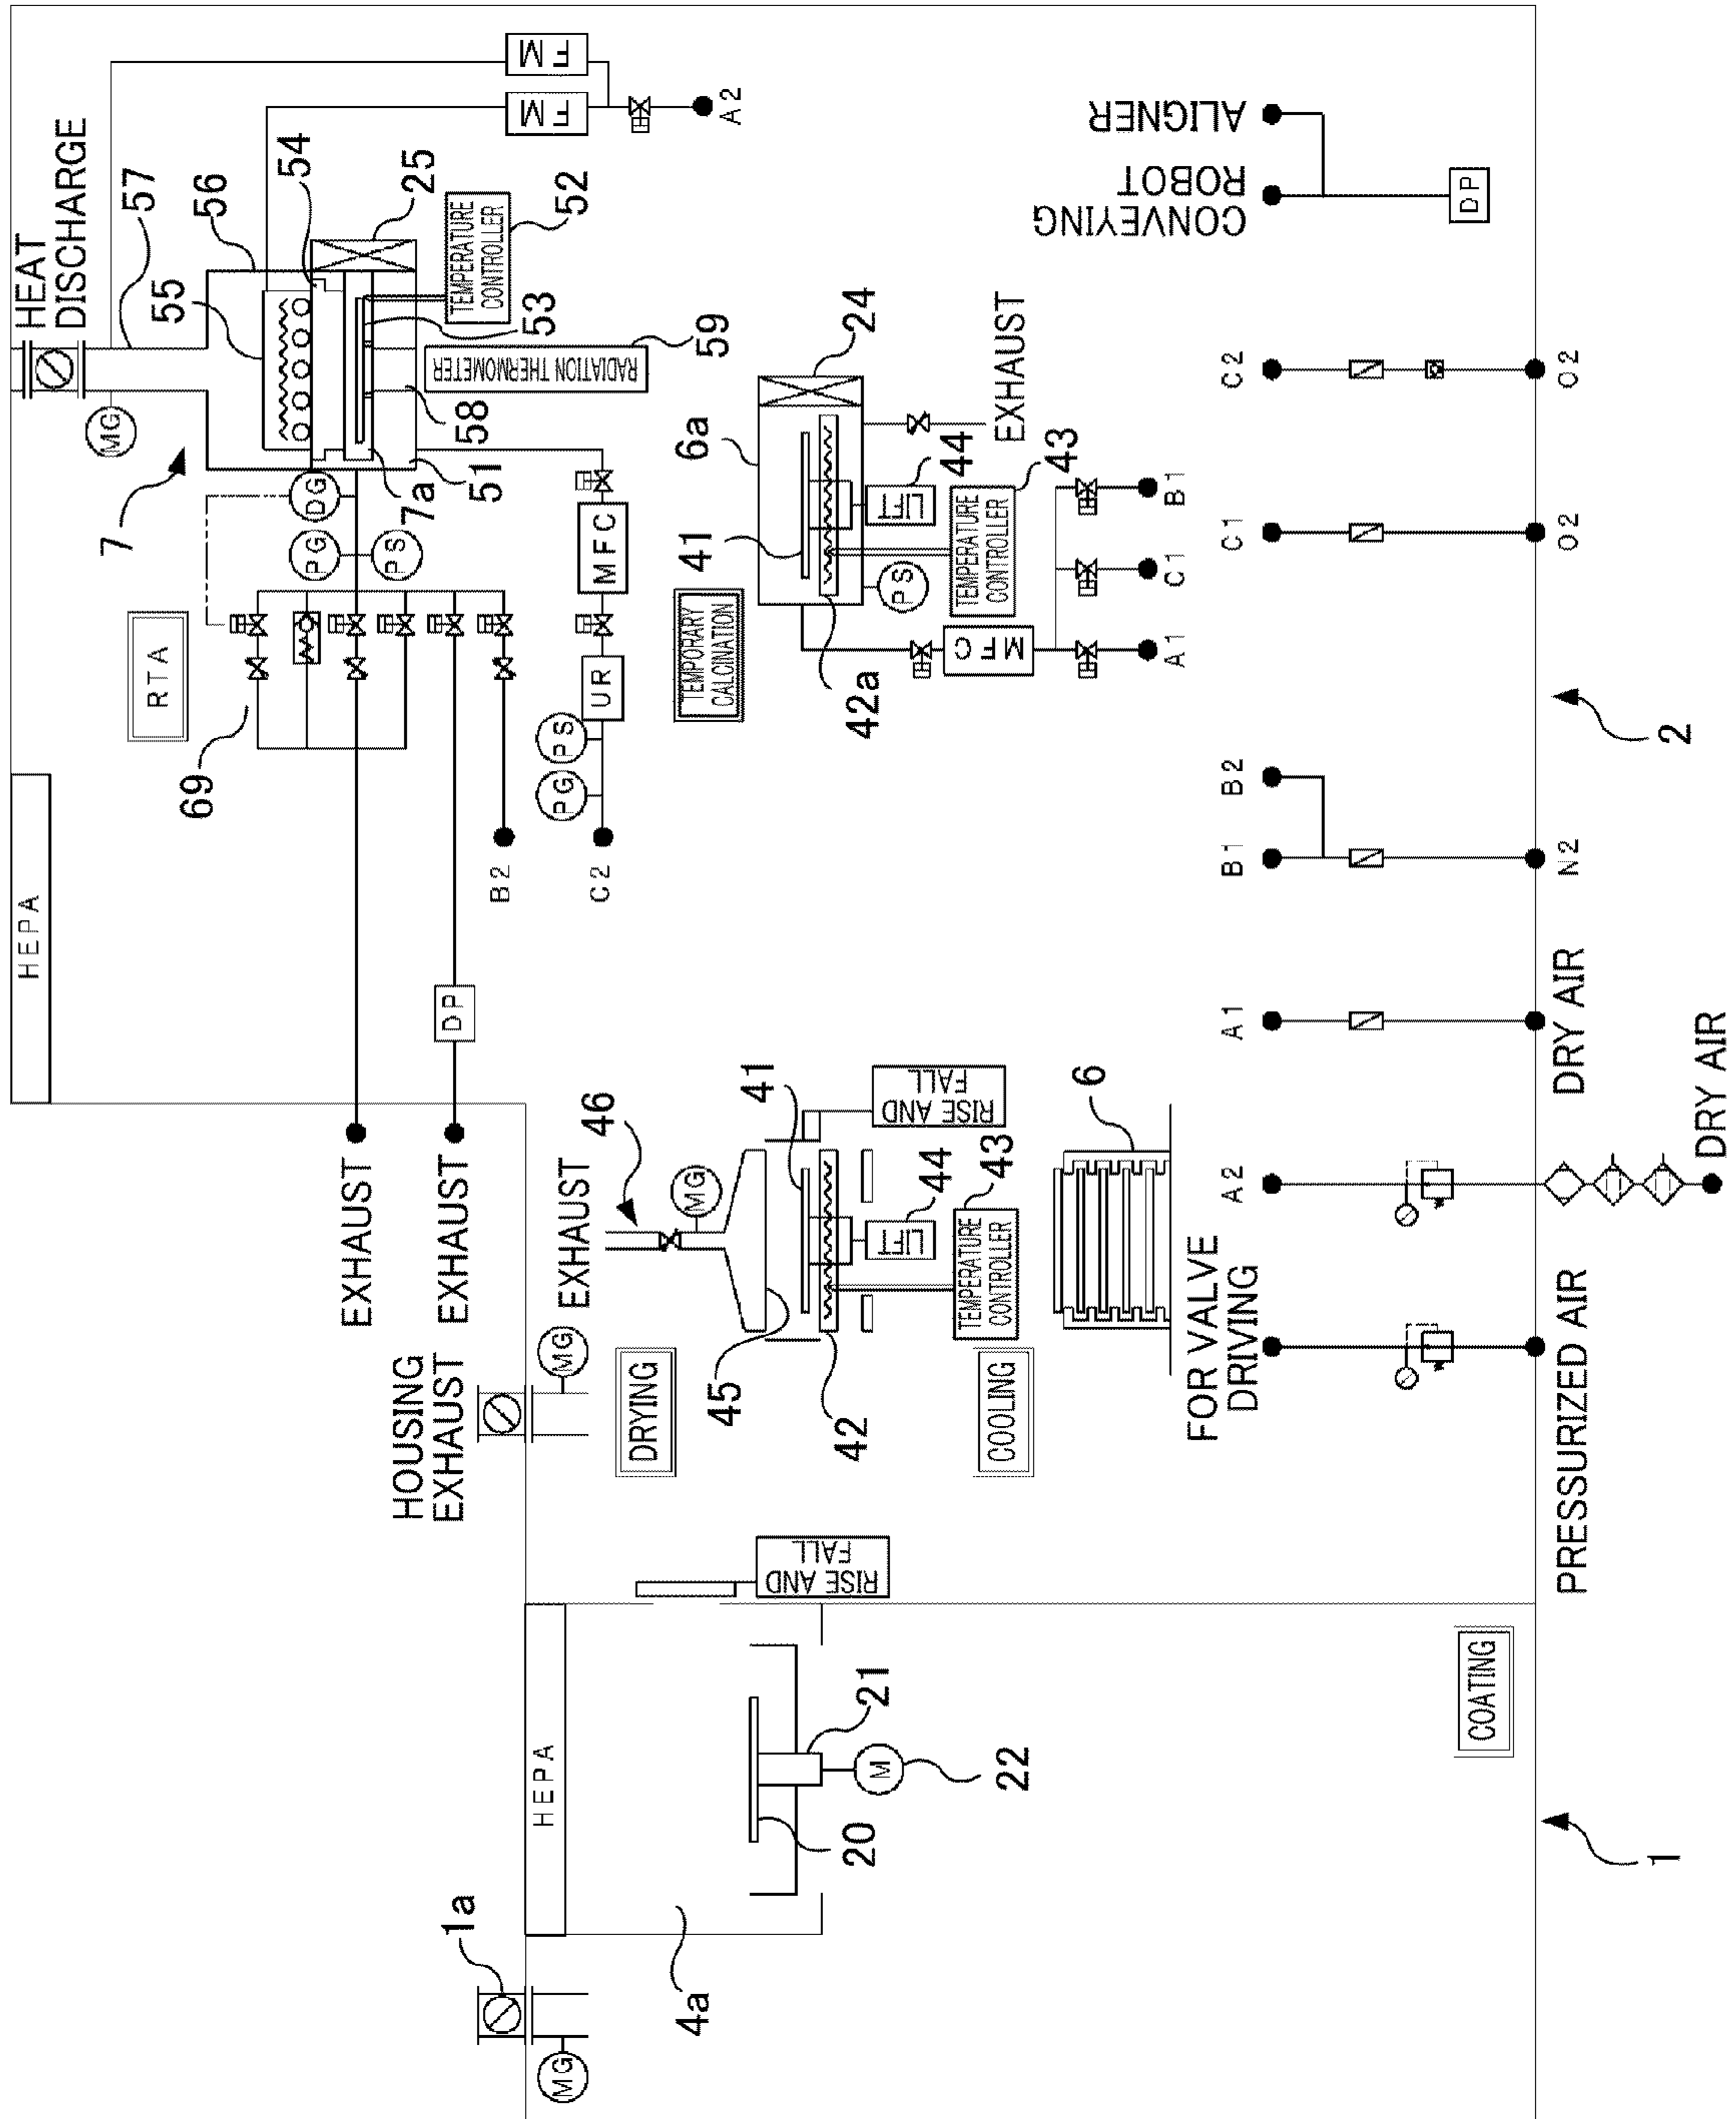 HEPA
HEAT
DISCHARGE
57
56
55
54
25
7
MG
FM
FM
A2
TEMPERATURE
CONTROLLER
52
53
RADIATION THERMOMETER
59
58
51
7a
DG
PG
PS
RTA
69
MFC
UR
PS
PG
B2
C2
DP
EXHAUST
EXHAUST
TEMPORARY
CALCINATION
6a
24
41
42a
PS
LIFT
44
EXHAUST
TEMPERATURE
CONTROLLER
43
MFC
A1
C1
B1
ALIGNER
CONVEYING
ROBOT
DP
HOUSING
EXHAUST
MG
EXHAUST
46
MG
DRYING
45
41
42
RISE AND
FALL
LIFT
44
TEMPERATURE
CONTROLLER
43
COOLING
6
FOR VALVE
DRIVING
A2
A1
B1
B2
C1
C2
PRESSURIZED AIR
DRY AIR
DRY AIR
N2
O2
O2
2
1a
MG
HEPA
4a
20
21
M
22
RISE AND
FALL
COATING
1